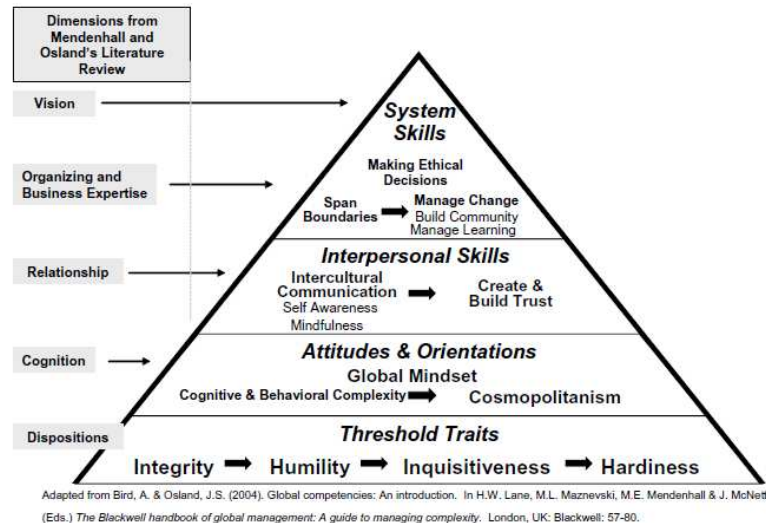 Dimensions from
Mendenhall and
Osland's Literature
Review
Vision
Organizing and
Business Expertise
Relationship
Cognition
Dispositions
System
Skills
Making Ethical
Decisions
Span
Boundaries
Manage Change
Build Community
Manage Learning
Interpersonal Skills
Intercultural
Communication
Self Awareness
Mindfulness
Create &
Build Trust
Attitudes & Orientations
Global Mindset
Cognitive & Behavioral Complexity
Cosmopolitanism
Threshold Traits
Integrity Humility Inquisitiveness Hardiness
Adapted from Bird, A. & Osland, J.S. (2004). Global competencies: An introduction. In H.W. Lane, M.L. Maznevski, M.E. Mendenhall & J. McNett
(Eds.) The Blackwell handbook of global management: A guide to managing complexity. London, UK: Blackwell: 57-80.